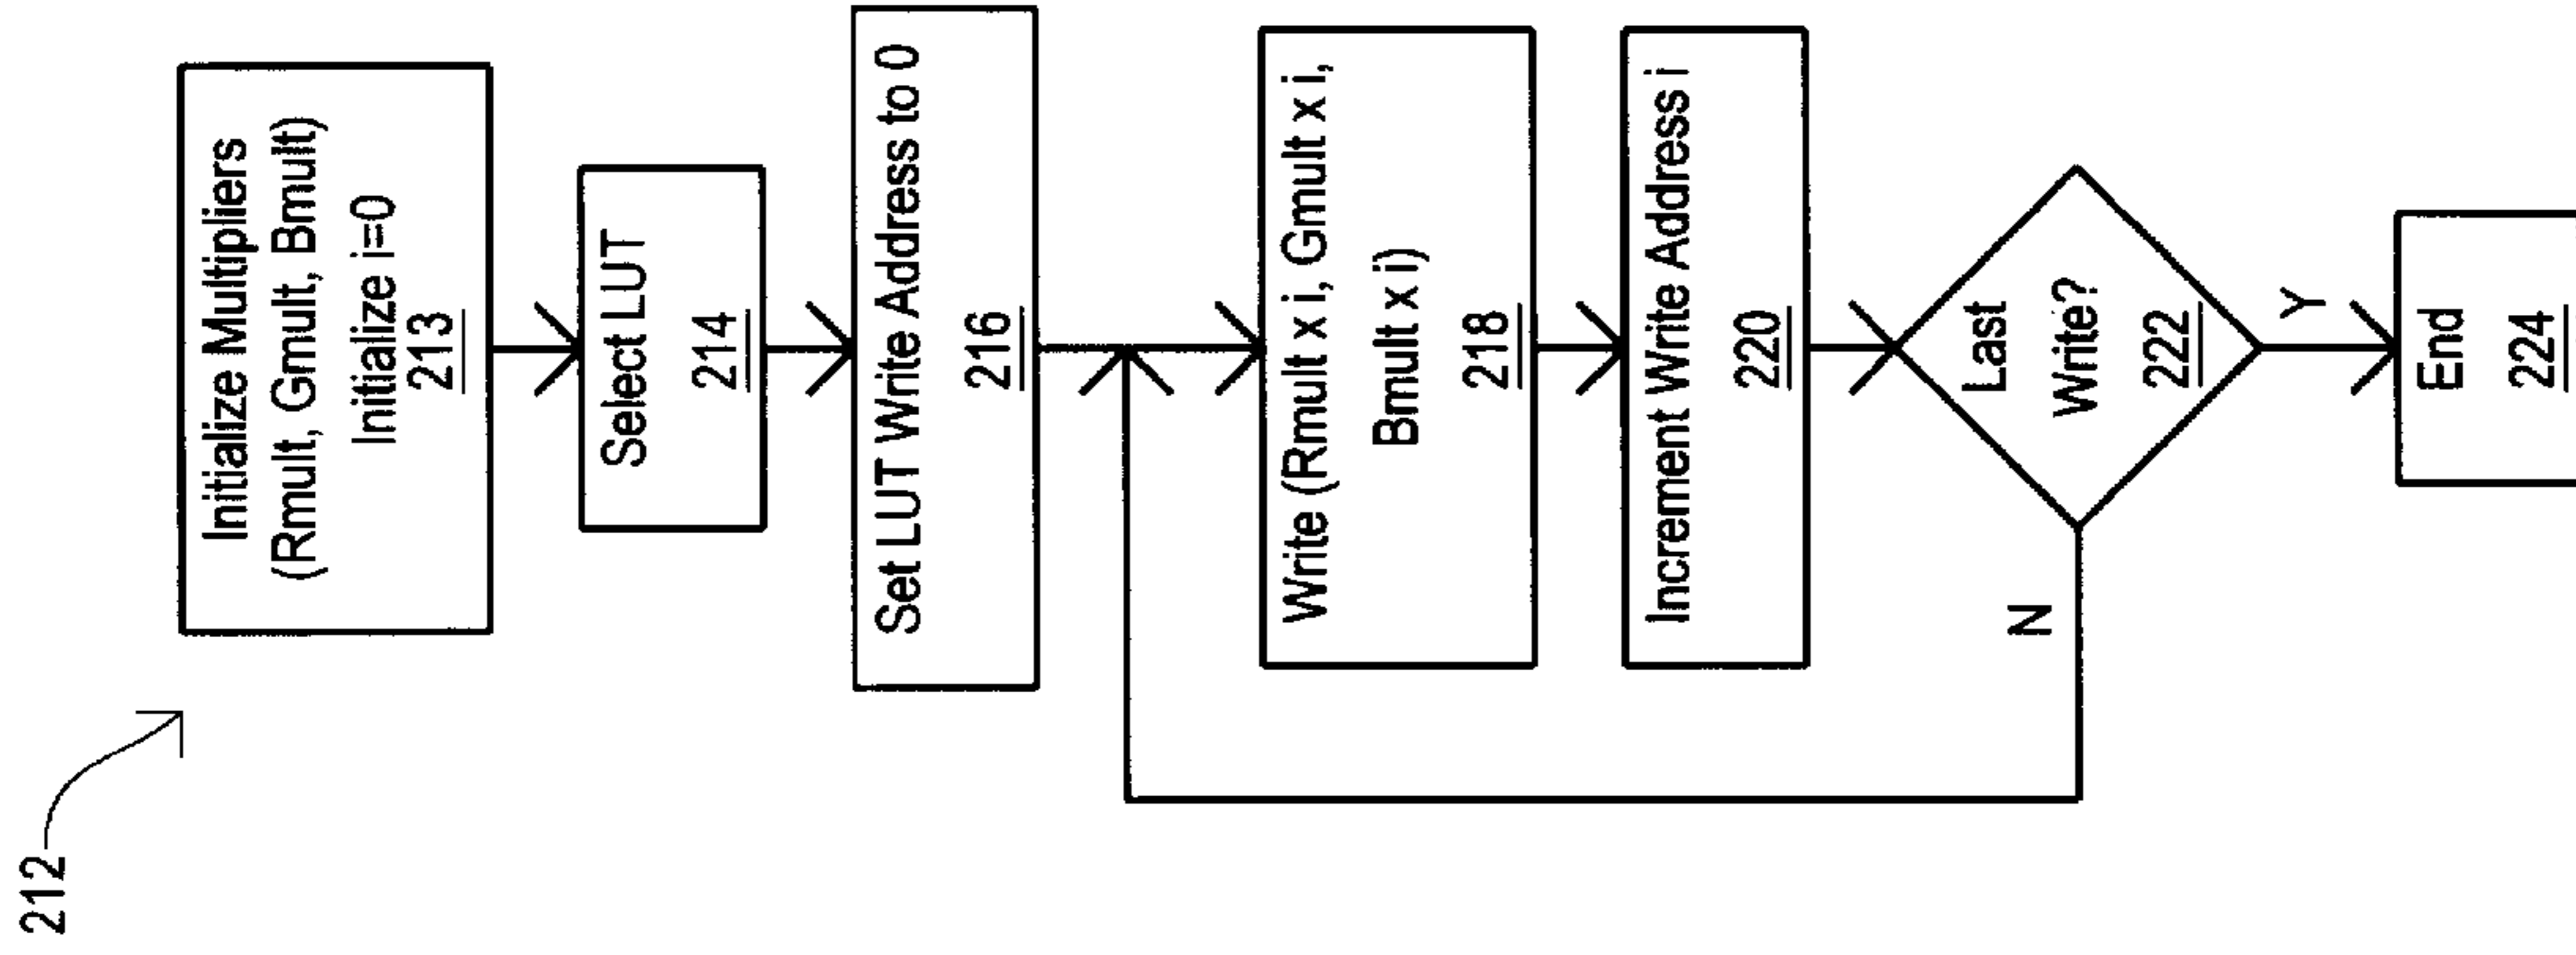 212
Initialize Multipliers
(Rmult, Gmult, Bmult)
Initialize i=0
213
Select LUT
214
Set LUT Write Address to 0
216
Write (Rmult x i, Gmult x i,
Bmult x i)
218
Increment Write Address i
220
Last
Write?
222
N
Y
End
224